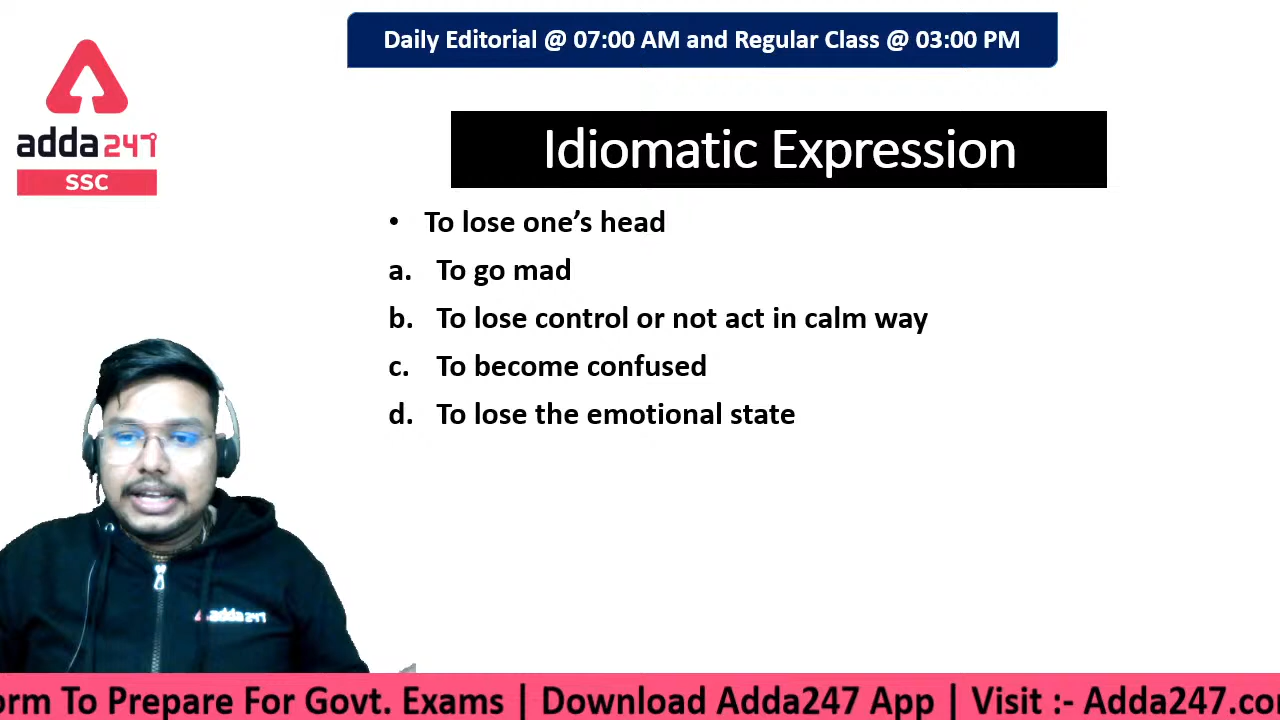 Daily Editorial @ 07:00 AM and Regular Class @ 03:00 PM
adda247
SSC
Idiomatic Expression
• To lose one’s head
a. To go mad
b. To lose control or not act in calm way
c. To become confused
d. To lose the emotional state
adda247
orm To Prepare For Govt. Exams | Download Adda247 App | Visit :- Adda247.co